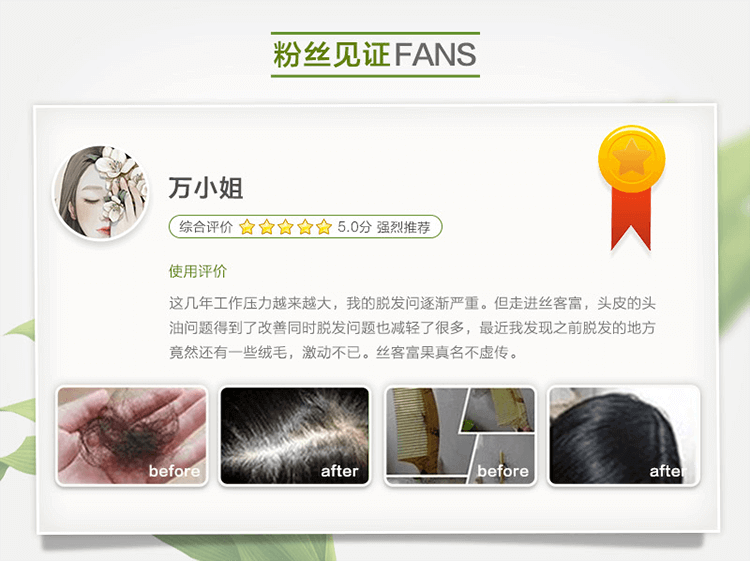 粉丝见证FANS
万小姐
综合评价 5.0分 强烈推荐
使用评价
这几年工作压力越来越大，我的脱发问逐渐严重。但走进丝客富，头皮的头
油问题得到了改善同时脱发问题也减轻了很多，最近我发现之前脱发的地方
竟然还有一些绒毛，激动不已。丝客富果真名不虚传。
before after before after